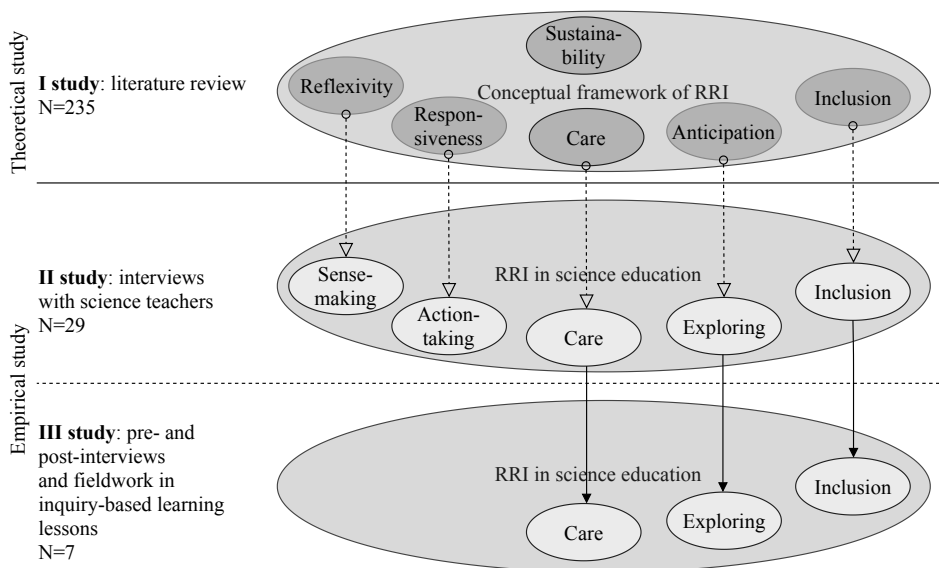 Theoretical study
I study: literature review
N=235
Sustaina-
bility
Reflexivity
Conceptual framework of RRI
Inclusion
Respon-
siveness
Care
Anticipation
Empirical study
II study: interviews
with science teachers
N=29
Sense-
making
RRI in science education
Inclusion
Action-
taking
Care
Exploring
III study: pre- and
post-interviews
and fieldwork in
inquiry-based learning
lessons
N=7
RRI in science education
Inclusion
Care
Exploring